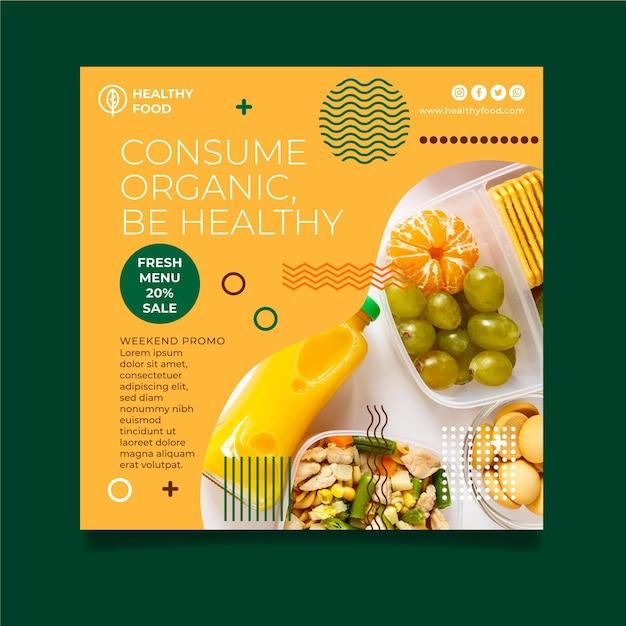 HEALTHY
FOOD
www.healthyfood.com
CONSUME
ORGANIC,
BE HEALTHY
FRESH
MENU
20%
SALE
WEEKEND PROMO
Lorem ipsum
dolor sit amet,
consectetuer
adipiscing elit,
sed diam
nonummy nibh
euismod tincidunt
ut laoreet dolore
magna aliquam
erat volutpat.